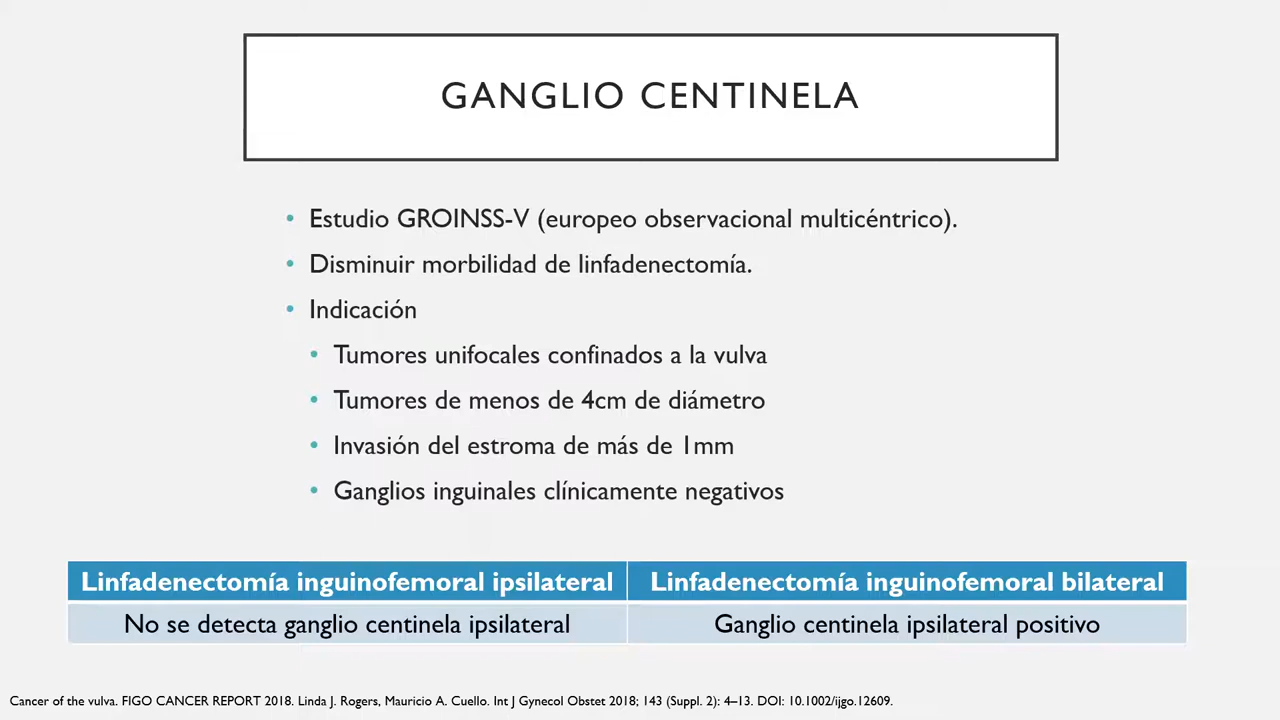 GANGLIO CENTINELA
• Estudio GROINSS-V (europeo observacional multicéntrico).
• Disminuir morbilidad de linfadenectomía.
• Indicación
• Tumores unifocales confinados a la vulva
• Tumores de menos de 4cm de diámetro
• Invasión del estroma de más de 1mm
• Ganglios inguinales clínicamente negativos
Linfadenectomía inguinofemoral ipsilateral Linfadenectomía inguinofemoral bilateral
No se detecta ganglio centinela ipsilateral Ganglio centinela ipsilateral positivo
Cancer of the vulva. FIGO CANCER REPORT 2018. Linda J. Rogers, Mauricio A. Cuello. Int J Gynecol Obstet 2018; 143 (Suppl. 2): 4–13. DOI: 10.1002/ijgo.12609.